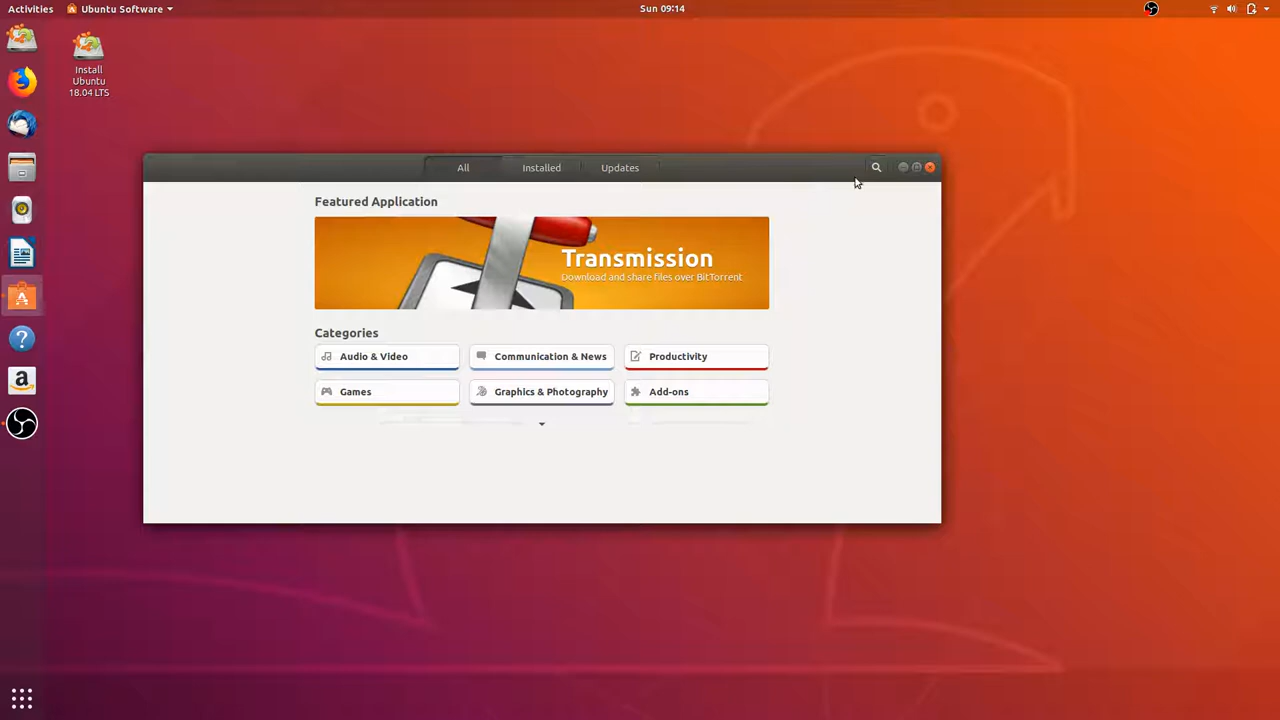 Activities
Ubuntu Software
Sun 09:14
Install
Ubuntu
18.04 LTS
All
Installed
Updates
Featured Application
Transmission
Download and share files over BitTorrent
Categories
Audio & Video
Communication & News
Productivity
Games
Graphics & Photography
Add-ons